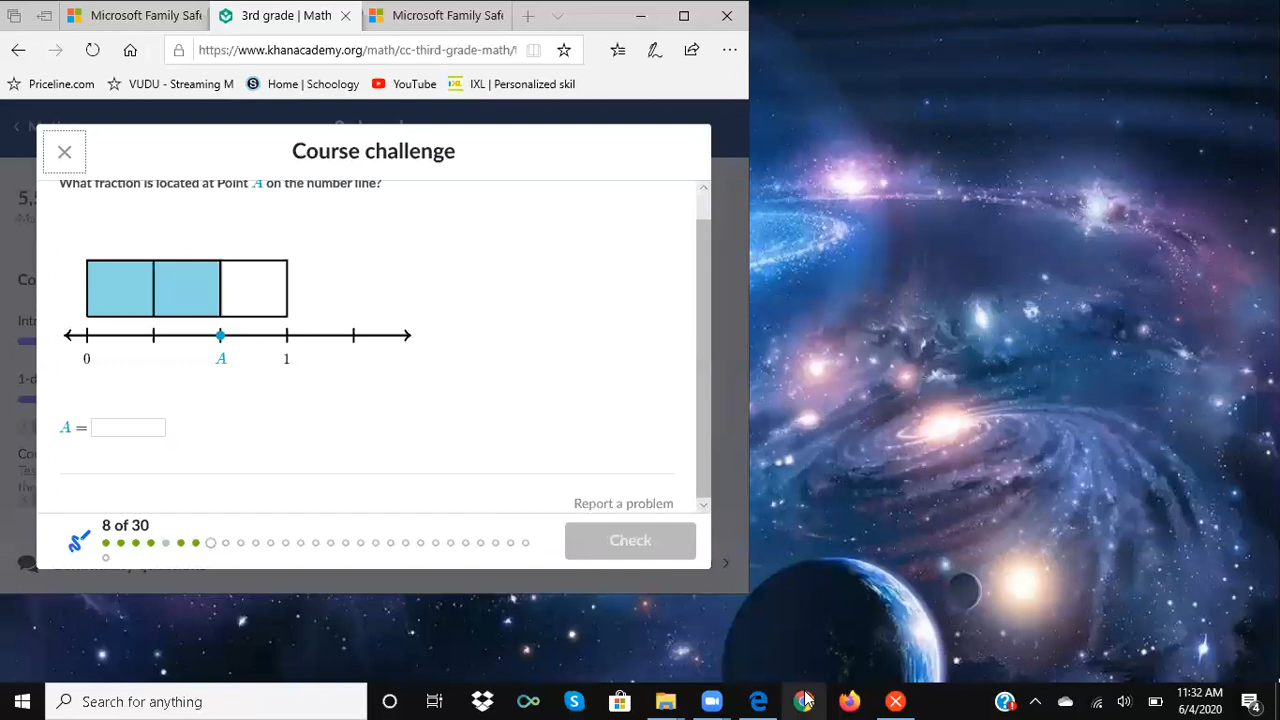 Microsoft Family Safe
3rd grade | Math
Microsoft Family Safe
https://www.khanacademy.org/math/cc-third-grade-math/
Priceline.com
VUDU - Streaming M
Home | Schoology
YouTube
IXL | Personalized skil
Course challenge
What fraction is located at Point A on the number line?
0
A
1
A =
Report a problem
8 of 30
Check
Search for anything
11:32 AM
6/4/2020
4